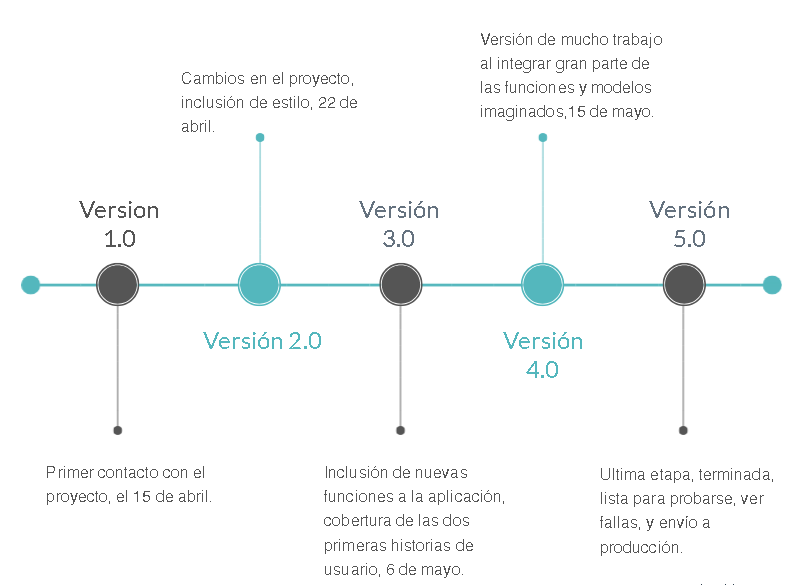 Versión de mucho trabajo
al integrar gran parte de
las funciones y modelos
imaginados,15 de mayo.
Cambios en el proyecto,
inclusión de estilo, 22 de
abril.
Version
1.0
Versión
3.0
Versión
5.0
Versión 2.0
Versión
4.0
Primer contacto con el
proyecto, el 15 de abril.
Inclusión de nuevas
funciones a la aplicación,
cobertura de las dos
primeras historias de
usuario, 6 de mayo.
Ultima etapa, terminada,
lista para probarse, ver
fallas, y envío a
producción.